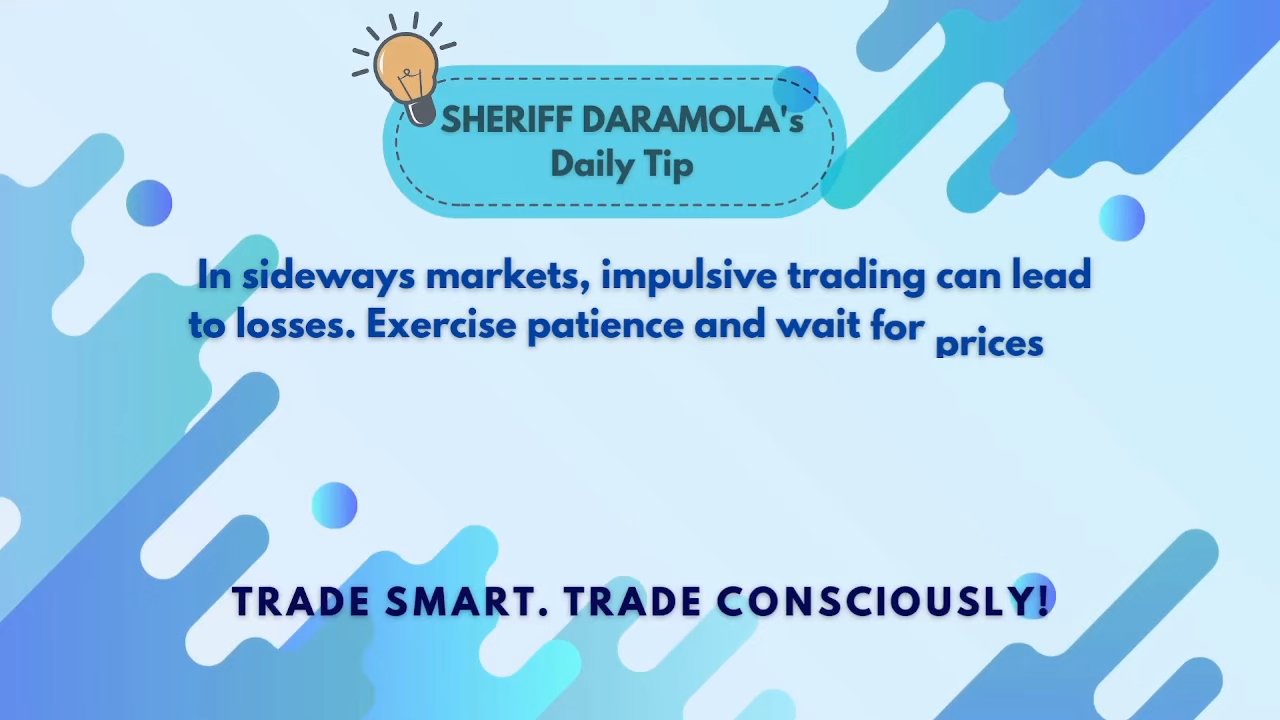 SHERIFF DARAMOLA's
Daily Tip
In sideways markets, impulsive trading can lead
to losses. Exercise patience and wait for prices
TRADE SMART. TRADE CONSCIOUSLY!